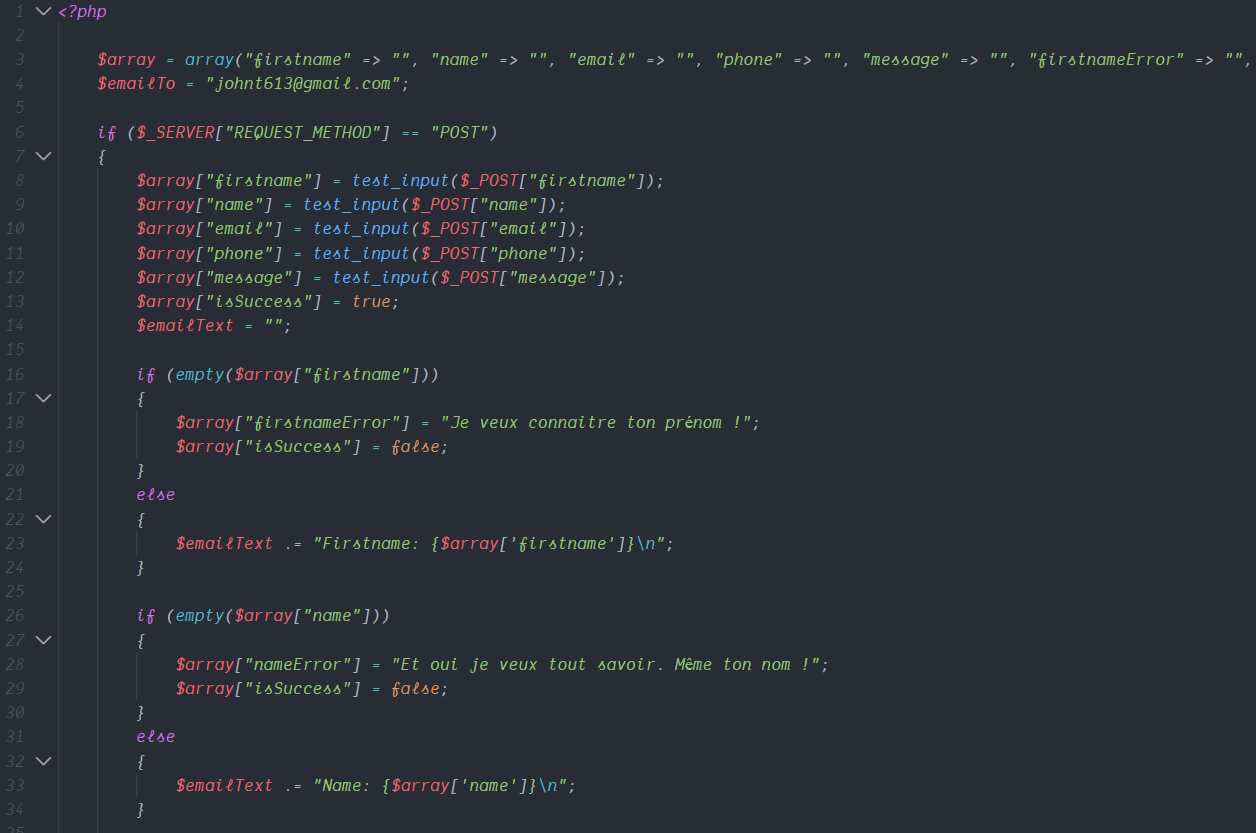 1 <?php
2
3 $array = array("firstname" => "", "name" => "", "email" => "", "phone" => "", "message" => "", "firstnameError" => "",
4 $emailTo = "johnt613@gmail.com";
5
6 if ($_SERVER["REQUEST_METHOD"] == "POST")
7 {
8 $array["firstname"] = test_input($_POST["firstname"]);
9 $array["name"] = test_input($_POST["name"]);
10 $array["email"] = test_input($_POST["email"]);
11 $array["phone"] = test_input($_POST["phone"]);
12 $array["message"] = test_input($_POST["message"]);
13 $array["isSuccess"] = true;
14 $emailText = "";
15
16 if (empty($array["firstname"]))
17 {
18 $array["firstnameError"] = "Je veux connaitre ton prénom !";
19 $array["isSuccess"] = false;
20 }
21 else
22 {
23 $emailText .= "Firstname: {$array['firstname']}\n";
24 }
25
26 if (empty($array["name"]))
27 {
28 $array["nameError"] = "Et oui je veux tout savoir. Même ton nom !";
29 $array["isSuccess"] = false;
30 }
31 else
32 {
33 $emailText .= "Name: {$array['name']}\n";
34 }
35